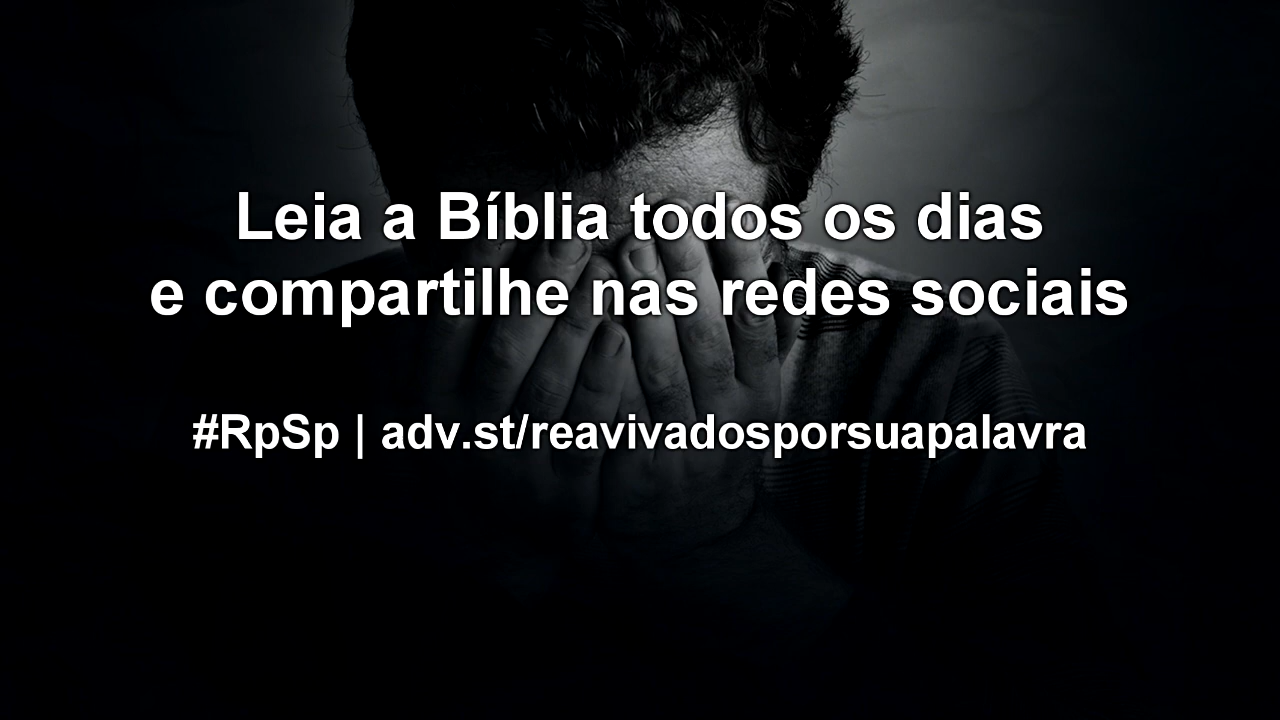 Leia a Bíblia todos os dias
e compartilhe nas redes sociais
#RpSp | adv.st/reavivadosporsuapalavra